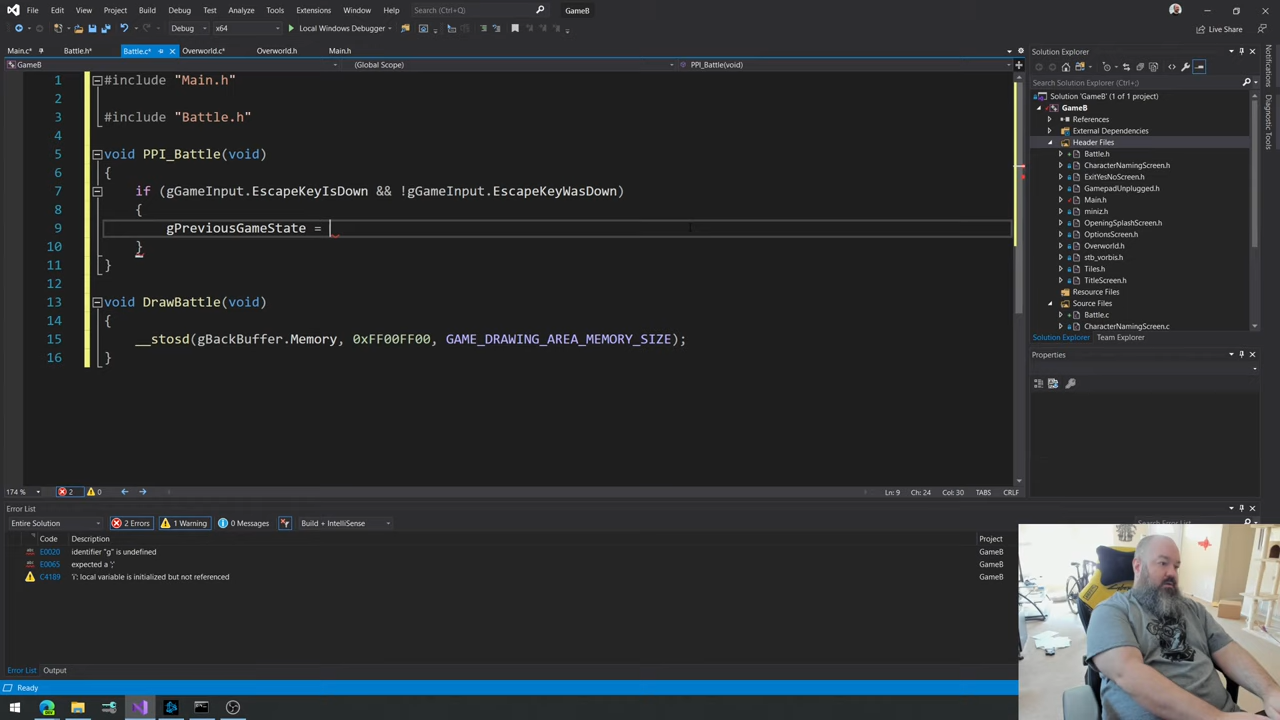 File Edit View Git Project Build Debug Test Analyze Tools Extensions Window Help Search (Ctrl+Q) GameB
Debug x64 Local Windows Debugger Live Share
Main.c* Battle.h* Battle.c* Overworld.c* Overworld.h Main.h
GameB (Global Scope) PPI_Battle(void)
1 #include "Main.h"
2
3 #include "Battle.h"
4
5 void PPI_Battle(void)
6 {
7 if (gGameInput.EscapeKeyIsDown && !gGameInput.EscapeKeyWasDown)
8 {
9 gPreviousGameState =
10 }
11 }
12
13 void DrawBattle(void)
14 {
15 __stosd(gBackBuffer.Memory, 0xFF00FF00, GAME_DRAWING_AREA_MEMORY_SIZE);
16 }
174 % 2 0 Ln: 9 Ch: 24 Col: 30 TABS CRLF
Error List
Entire Solution 2 Errors 1 Warning 0 Messages Build + IntelliSense
Code Description Project
E0020 identifier "g" is undefined GameB
E0065 expected a ';' GameB
C4189 'i': local variable is initialized but not referenced GameB
Error List Output
Ready
Solution Explorer
Search Solution Explorer (Ctrl+;)
Solution 'GameB' (1 of 1 project)
GameB
References
External Dependencies
Header Files
Battle.h
CharacterNamingScreen.h
ExitYesNoScreen.h
GamepadUnplugged.h
Main.h
miniz.h
OpeningSplashScreen.h
OptionsScreen.h
Overworld.h
stb_vorbis.h
Tiles.h
TitleScreen.h
Resource Files
Source Files
Battle.c
CharacterNamingScreen.c
Solution Explorer Team Explorer
Properties
Notifications
Diagnostic Tools